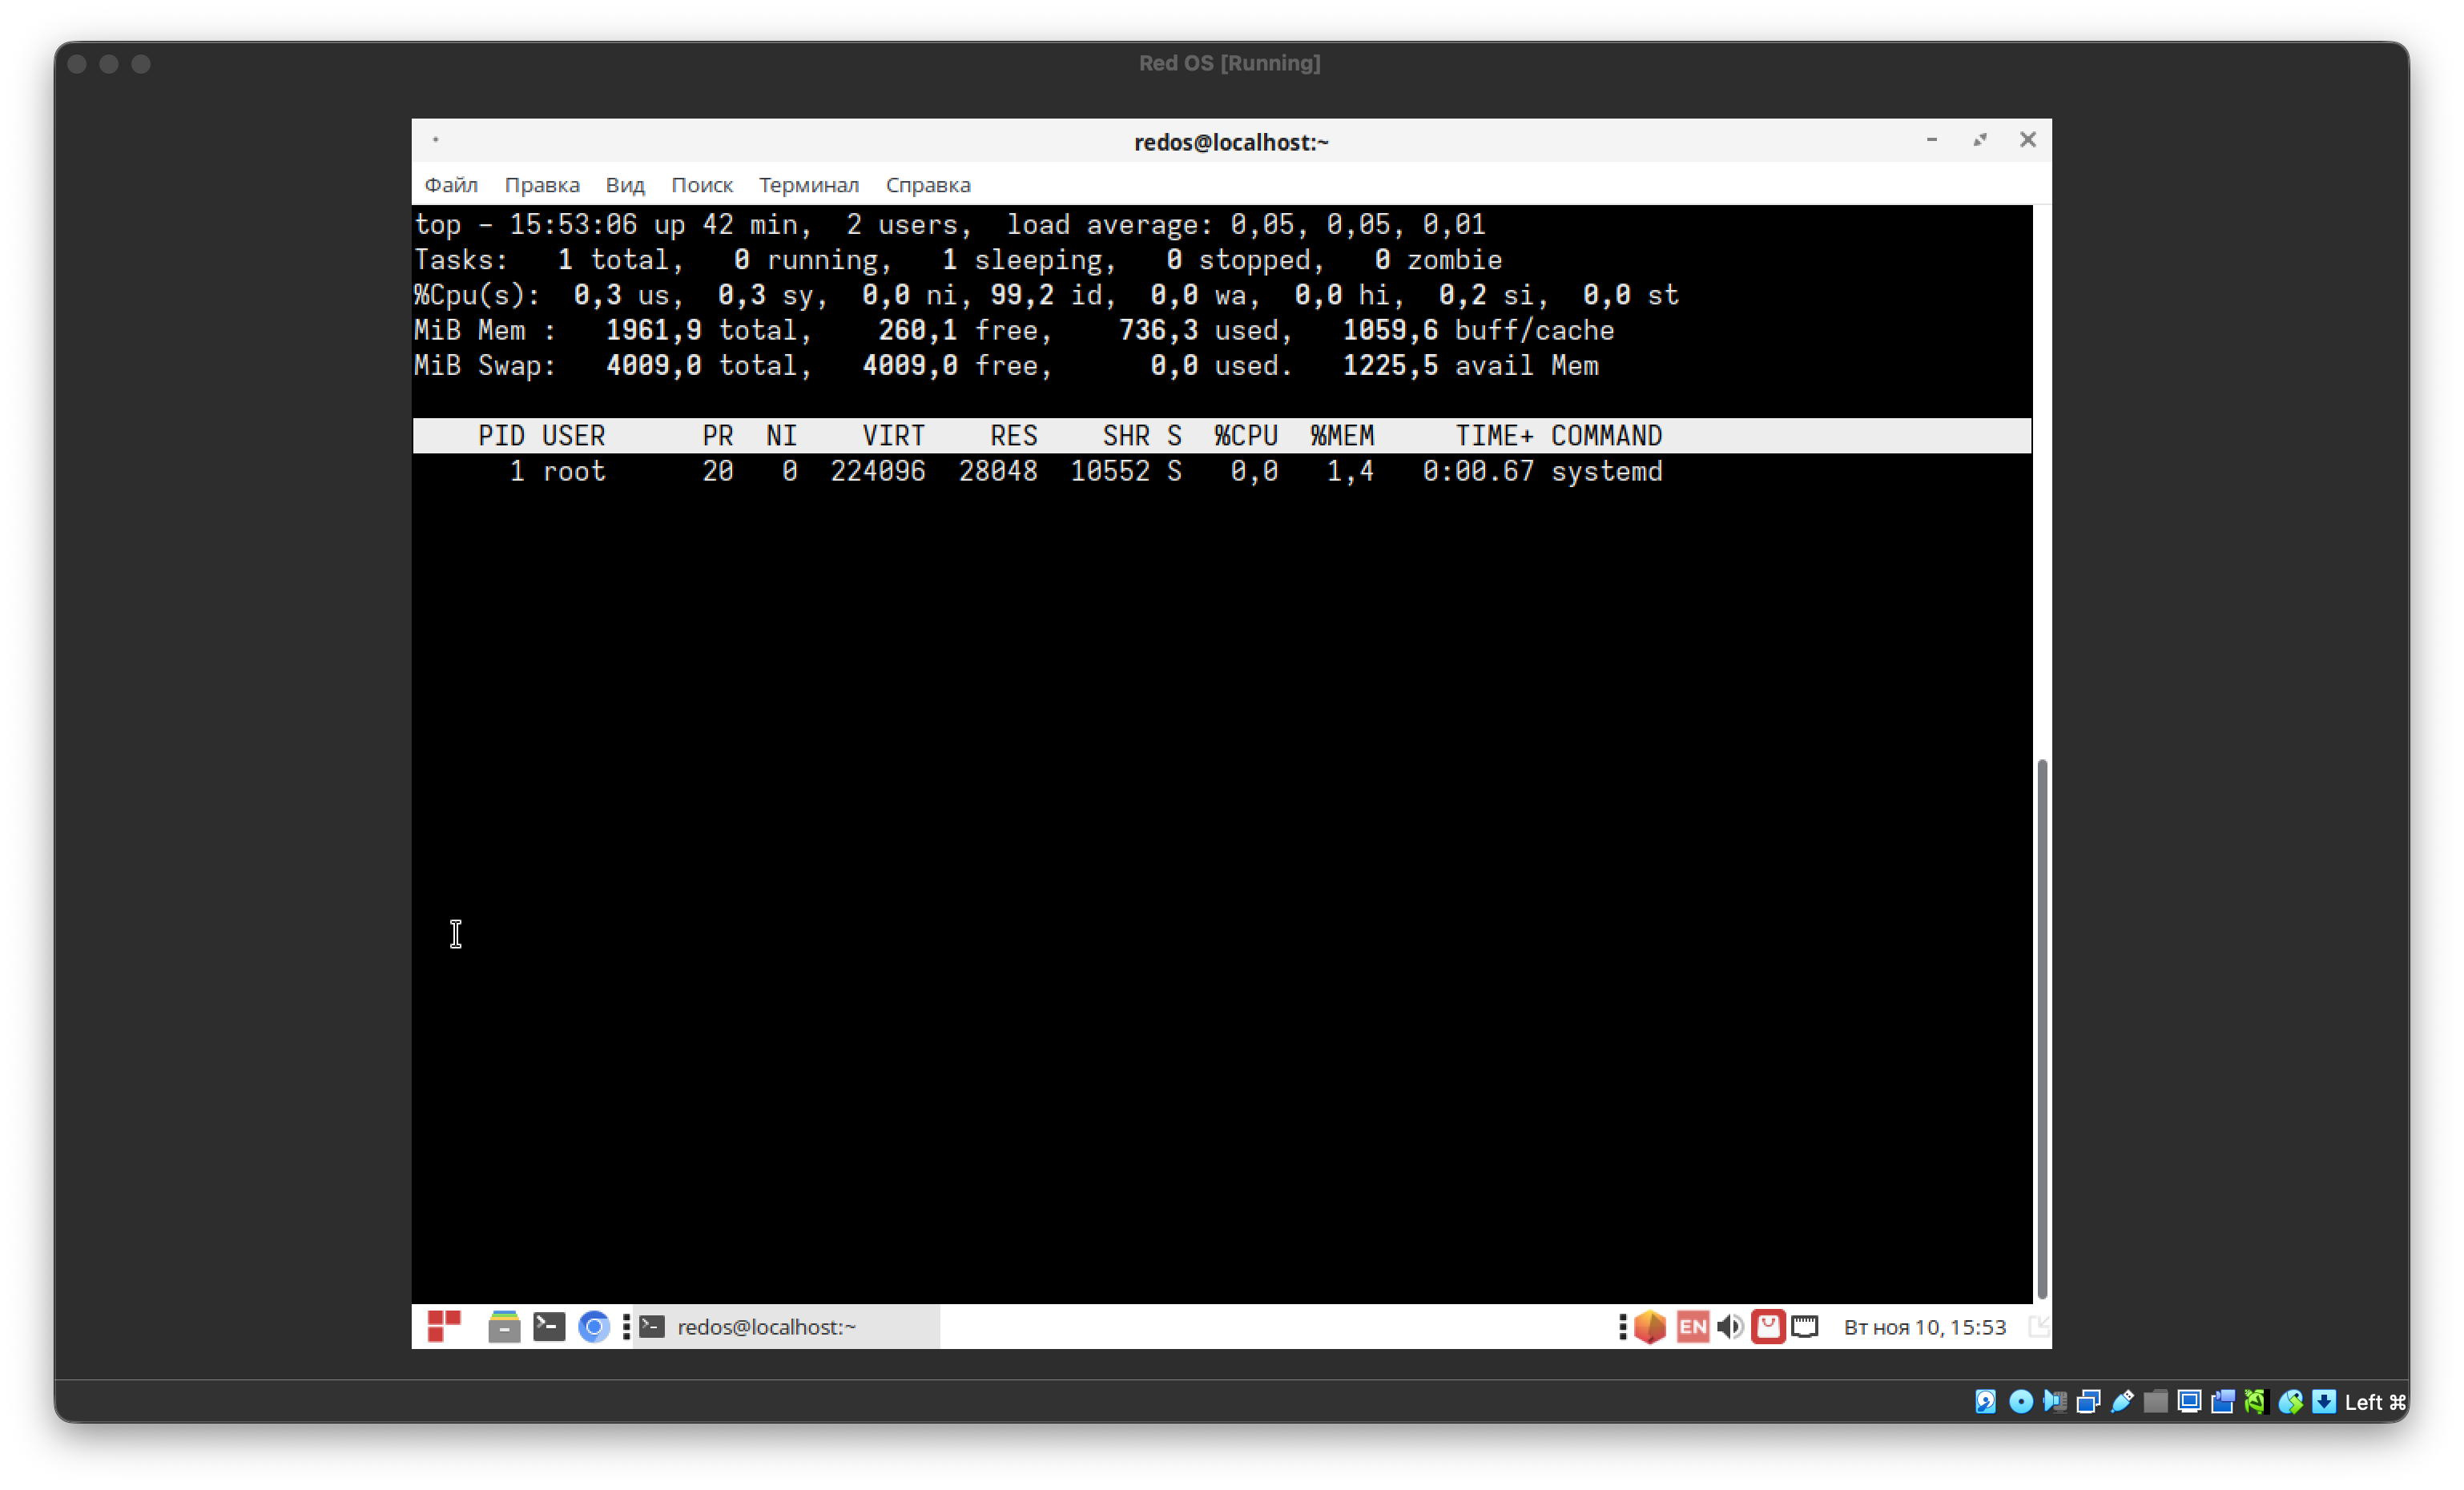 Red OS [Running]
redos@localhost:~
Файл Правка Вид Поиск Терминал Справка
top - 15:53:06 up 42 min,  2 users,  load average: 0,05, 0,05, 0,01
Tasks:   1 total,   0 running,   1 sleeping,   0 stopped,   0 zombie
%Cpu(s):  0,3 us,  0,3 sy,  0,0 ni, 99,2 id,  0,0 wa,  0,0 hi,  0,2 si,  0,0 st
MiB Mem :   1961,9 total,    260,1 free,    736,3 used,   1059,6 buff/cache
MiB Swap:   4009,0 total,   4009,0 free,      0,0 used.   1225,5 avail Mem
PID USER      PR  NI    VIRT    RES    SHR S  %CPU  %MEM     TIME+ COMMAND
1 root      20   0  224096  28048  10552 S   0,0   1,4   0:00.67 systemd
redos@localhost:~ EN Вт ноя 10, 15:53
Left ⌘